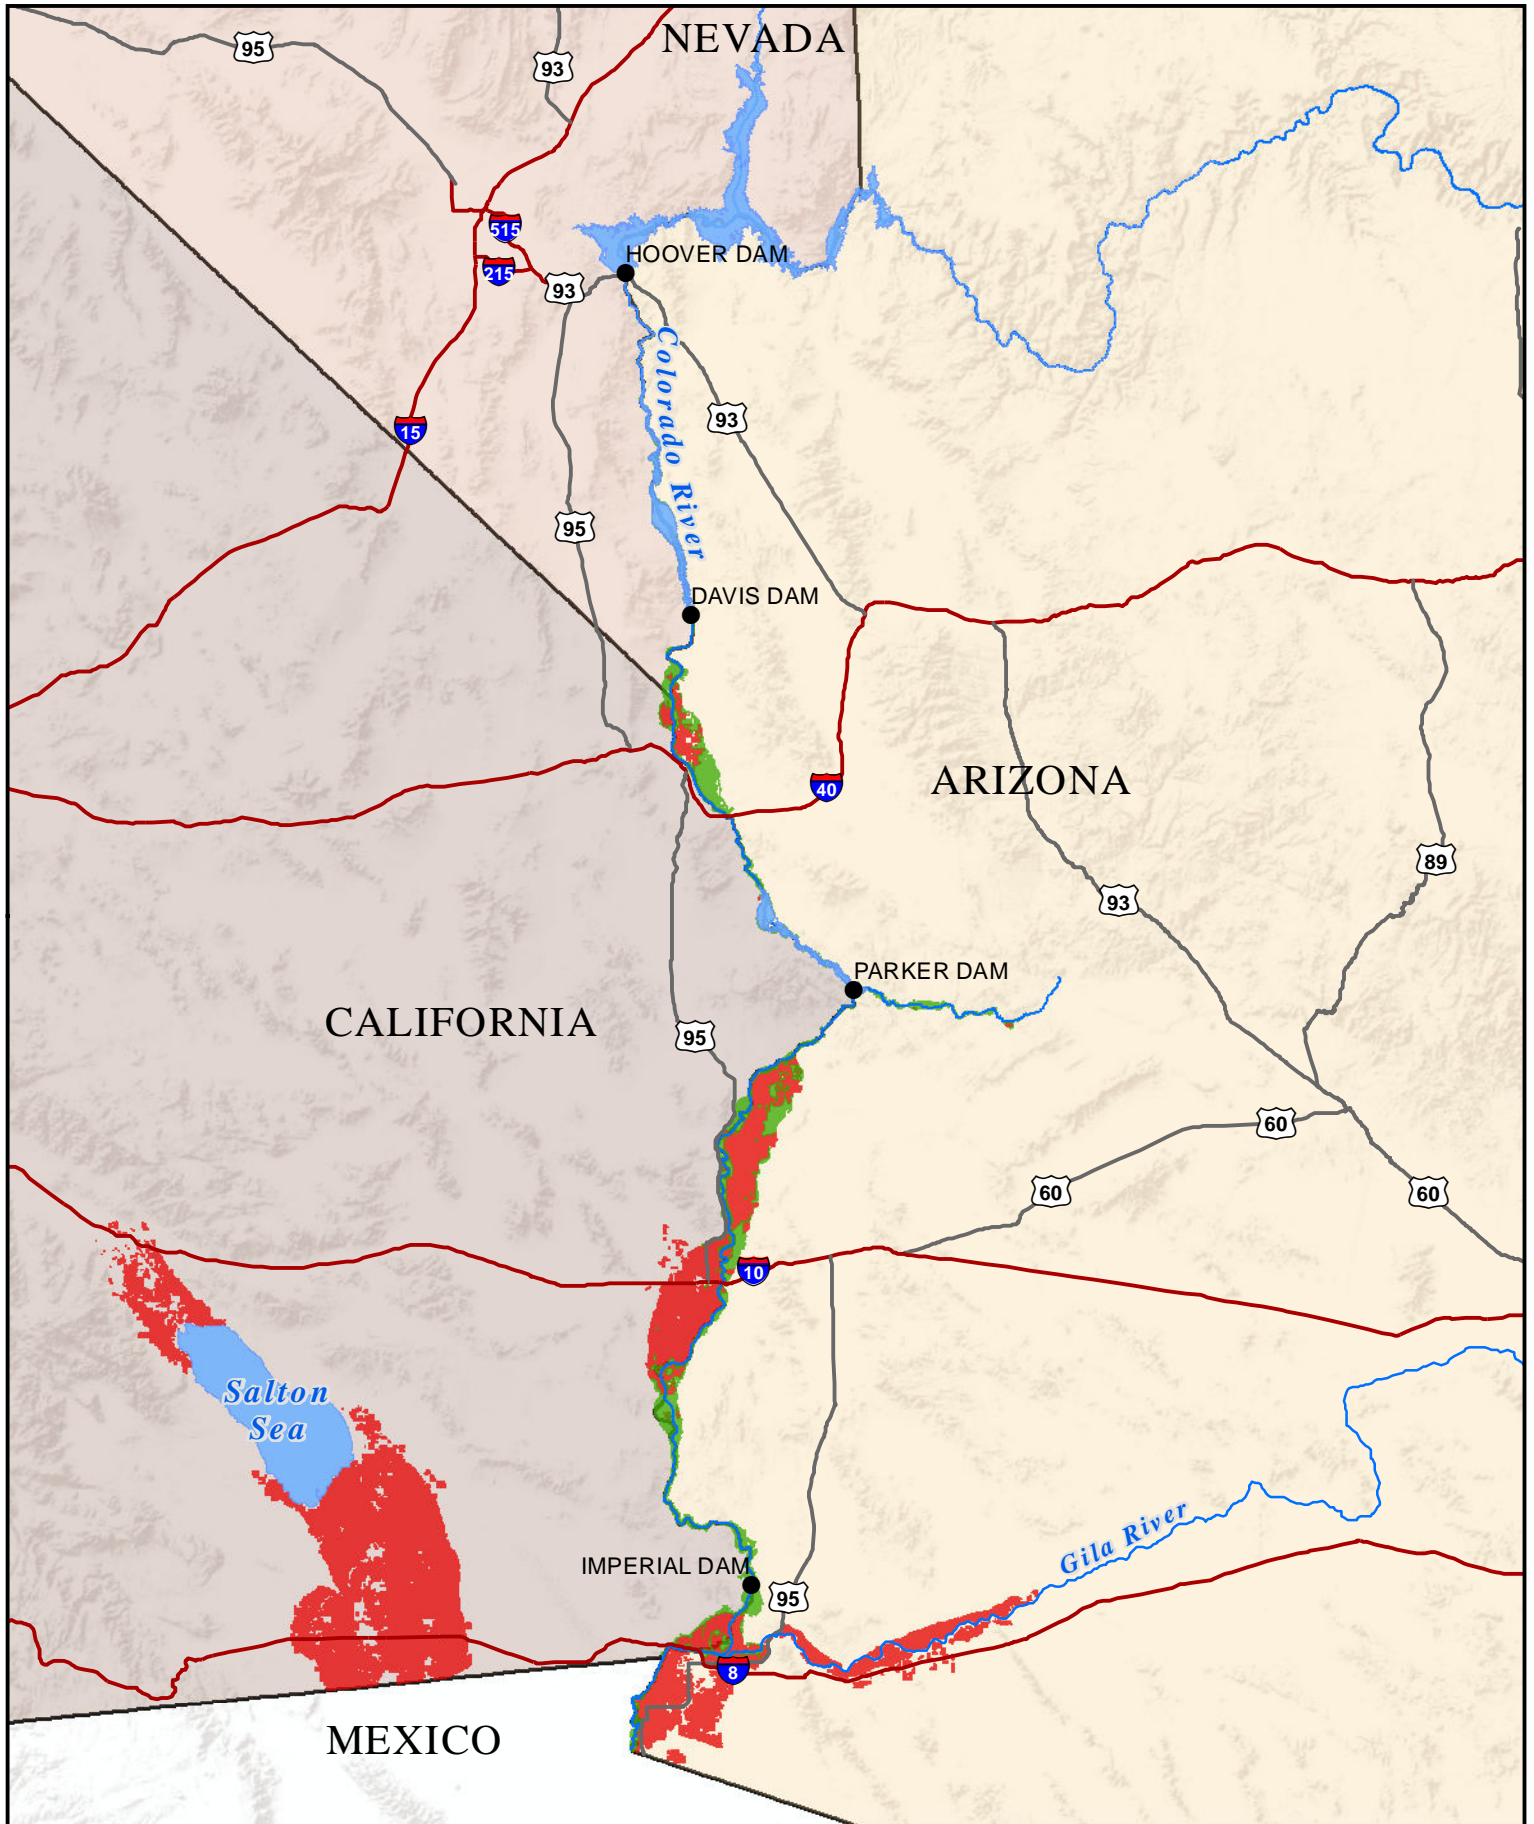 NEVADA
95
93
515
HOOVER DAM
215
93
Colorado River
93
15
95
DAVIS DAM
ARIZONA
40
89
93
PARKER DAM
CALIFORNIA
95
60
60
60
10
Salton
Sea
Gila River
IMPERIAL DAM
95
8
MEXICO